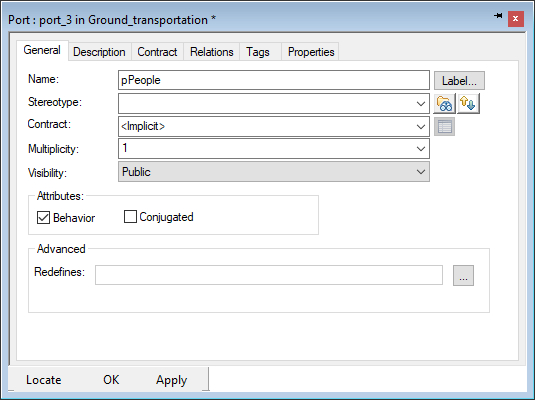 Port : port_3 in Ground_transportation *
General Description Contract Relations Tags Properties
Name: pPeople Label...
Stereotype:
Contract: <Implicit>
Multiplicity: 1
Visibility: Public
Attributes:
Behavior Conjugated
Advanced
Redefines: ...
Locate OK Apply